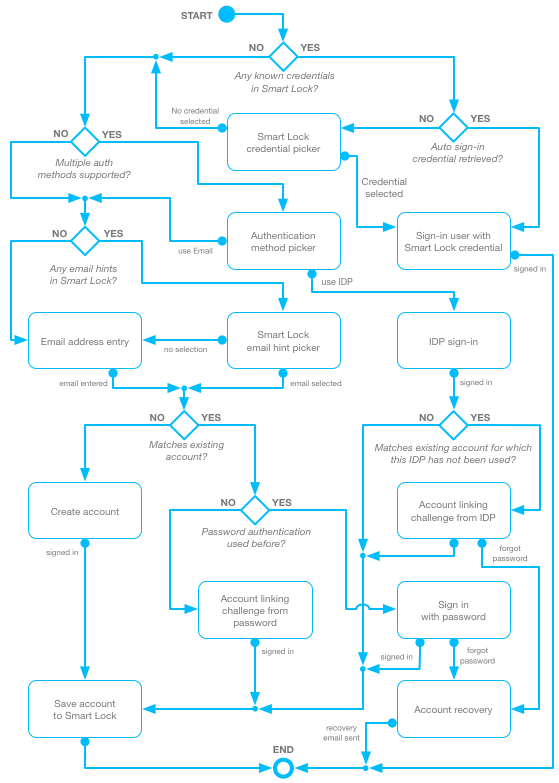 START
NO
YES
Any known credentials
in Smart Lock?
No credential
selected
Smart Lock
credential picker
NO
YES
Auto sign-in
credential retrieved?
NO
YES
Multiple auth
methods supported?
Credential
selected
Authentication
method picker
Sign-in user with
Smart Lock credential
use Email
signed in
NO
YES
Any email hints
in Smart Lock?
use IDP
Email address entry
no selection
Smart Lock
email hint picker
IDP sign-in
email entered
email selected
signed in
NO
YES
Matches existing
account?
NO
YES
Matches existing account for which
this IDP has not been used?
Create account
NO
YES
Password authentication
used before?
Account linking
challenge from IDP
signed in
forgot
password
Account linking
challenge from
password
Sign in
with password
signed in
signed in
forgot
password
Save account
to Smart Lock
Account recovery
recovery
email sent
END